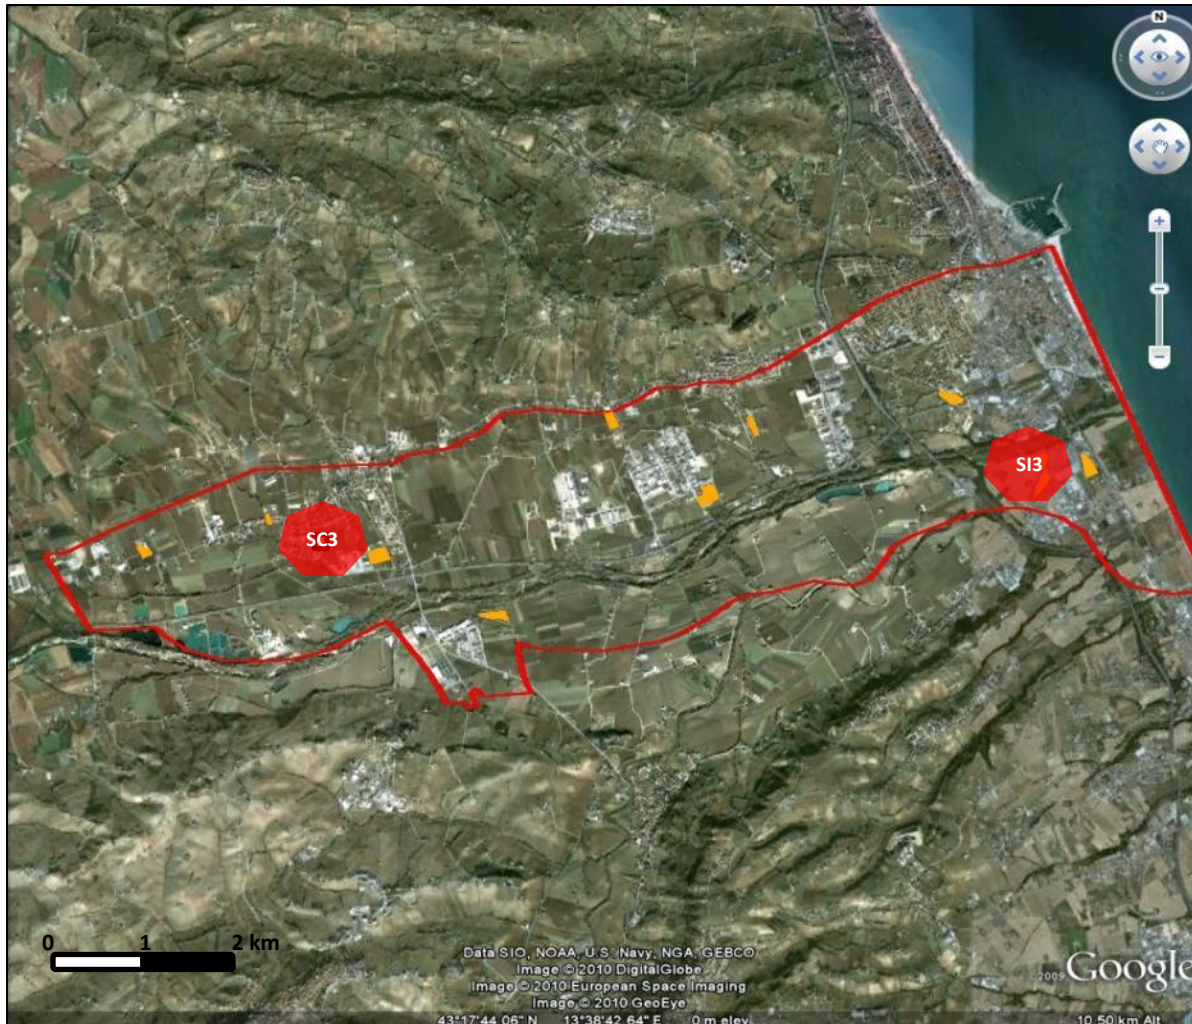 N
SI3
SC3
0 1 2 km
Data SIO, NOAA, U.S. Navy, NGA, GEBCO
Image © 2010 DigitalGlobe
Image © 2010 European Space Imaging
Image © 2010 GeoEye
2009 Google
43°17'44.06" N 13°38'42.64" E 0 m elev
10.50 km Alt